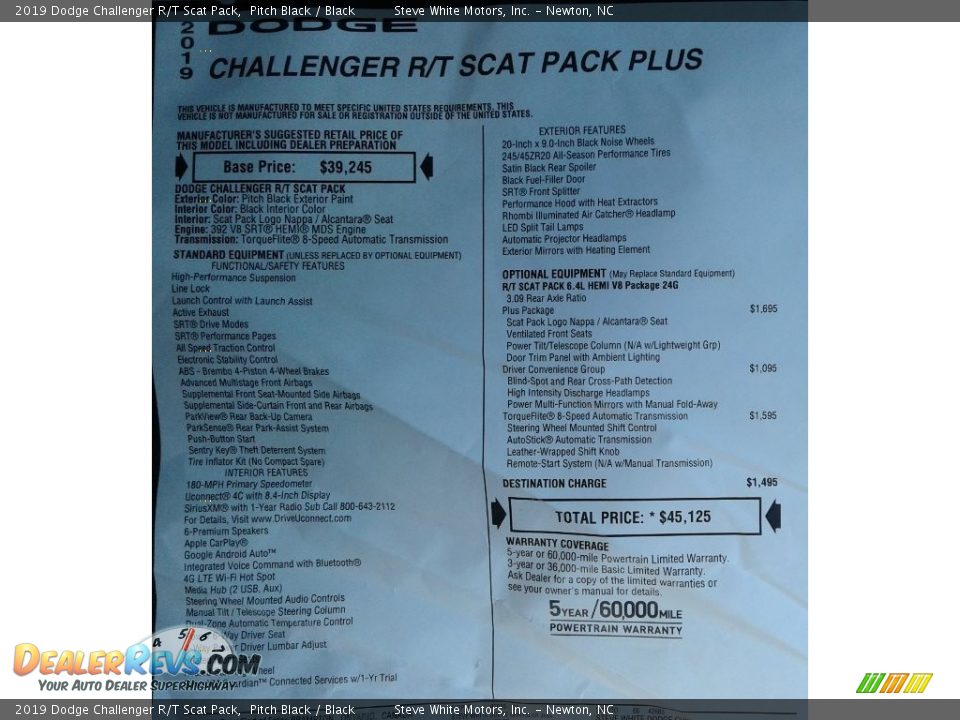 2019 Dodge Challenger R/T Scat Pack, Pitch Black / Black Steve White Motors, Inc. - Newton, NC
2019 DODGE
CHALLENGER R/T SCAT PACK PLUS
THIS VEHICLE IS MANUFACTURED TO MEET SPECIFIC UNITED STATES REQUIREMENTS. THIS
VEHICLE IS NOT MANUFACTURED FOR SALE OR REGISTRATION OUTSIDE OF THE UNITED STATES.
MANUFACTURER'S SUGGESTED RETAIL PRICE OF
THIS MODEL INCLUDING DEALER PREPARATION
Base Price: $39,245
DODGE CHALLENGER R/T SCAT PACK
Exterior Color: Pitch Black Exterior Paint
Interior Color: Black Interior Color
Interior: Scat Pack Logo Nappa / Alcantara® Seat
Engine: 392 V8 SRT® HEMI® MDS Engine
Transmission: TorqueFlite® 8-Speed Automatic Transmission
STANDARD EQUIPMENT (UNLESS REPLACED BY OPTIONAL EQUIPMENT)
FUNCTIONAL/SAFETY FEATURES
High-Performance Suspension
Line Lock
Launch Control with Launch Assist
Active Exhaust
SRT® Drive Modes
SRT® Performance Pages
All Speed Traction Control
Electronic Stability Control
ABS - Brembo 4-Piston 4-Wheel Brakes
Advanced Multistage Front Airbags
Supplemental Front Seat-Mounted Side Airbags
Supplemental Side-Curtain Front and Rear Airbags
ParkView® Rear Back-Up Camera
ParkSense® Rear Park-Assist System
Push-Button Start
Sentry Key® Theft Deterrent System
Tire Inflator Kit (No Compact Spare)
INTERIOR FEATURES
180-MPH Primary Speedometer
Uconnect® 4C with 8.4-Inch Display
SiriusXM® with 1-Year Radio Sub Call 800-643-2112
For Details, Visit www.DriveUconnect.com
6-Premium Speakers
Apple CarPlay®
Google Android Auto™
Integrated Voice Command with Bluetooth®
4G LTE Wi-Fi Hot Spot
Media Hub (2 USB, Aux)
Steering Wheel Mounted Audio Controls
Manual Tilt / Telescope Steering Column
Dual-Zone Automatic Temperature Control
Way Driver Seat
Way Driver Lumbar Adjust
Connected Services w/1-Yr Trial
EXTERIOR FEATURES
20-Inch x 9.0-Inch Black Noise Wheels
245/45ZR20 All-Season Performance Tires
Satin Black Rear Spoiler
Black Fuel-Filler Door
SRT® Front Splitter
Performance Hood with Heat Extractors
Rhombi Illuminated Air Catcher® Headlamp
LED Split Tail Lamps
Automatic Projector Headlamps
Exterior Mirrors with Heating Element
OPTIONAL EQUIPMENT (May Replace Standard Equipment)
R/T SCAT PACK 6.4L HEMI V8 Package 24G
3.09 Rear Axle Ratio
Plus Package $1,695
Scat Pack Logo Nappa / Alcantara® Seat
Ventilated Front Seats
Power Tilt/Telescope Column (N/A w/Lightweight Grp)
Door Trim Panel with Ambient Lighting
Driver Convenience Group $1,095
Blind-Spot and Rear Cross-Path Detection
High Intensity Discharge Headlamps
Power Multi-Function Mirrors with Manual Fold-Away
TorqueFlite® 8-Speed Automatic Transmission $1,595
Steering Wheel Mounted Shift Control
AutoStick® Automatic Transmission
Leather-Wrapped Shift Knob
Remote-Start System (N/A w/Manual Transmission)
DESTINATION CHARGE $1,495
TOTAL PRICE: * $45,125
WARRANTY COVERAGE
5-year or 60,000-mile Powertrain Limited Warranty.
3-year or 36,000-mile Basic Limited Warranty.
Ask Dealer for a copy of the limited warranties or
see your owner's manual for details.
5 YEAR / 60,000 MILE
POWERTRAIN WARRANTY
4 5 6
DEALERREVS.COM
YOUR AUTO DEALER SUPERHIGHWAY
2019 Dodge Challenger R/T Scat Pack, Pitch Black / Black Steve White Motors, Inc. - Newton, NC